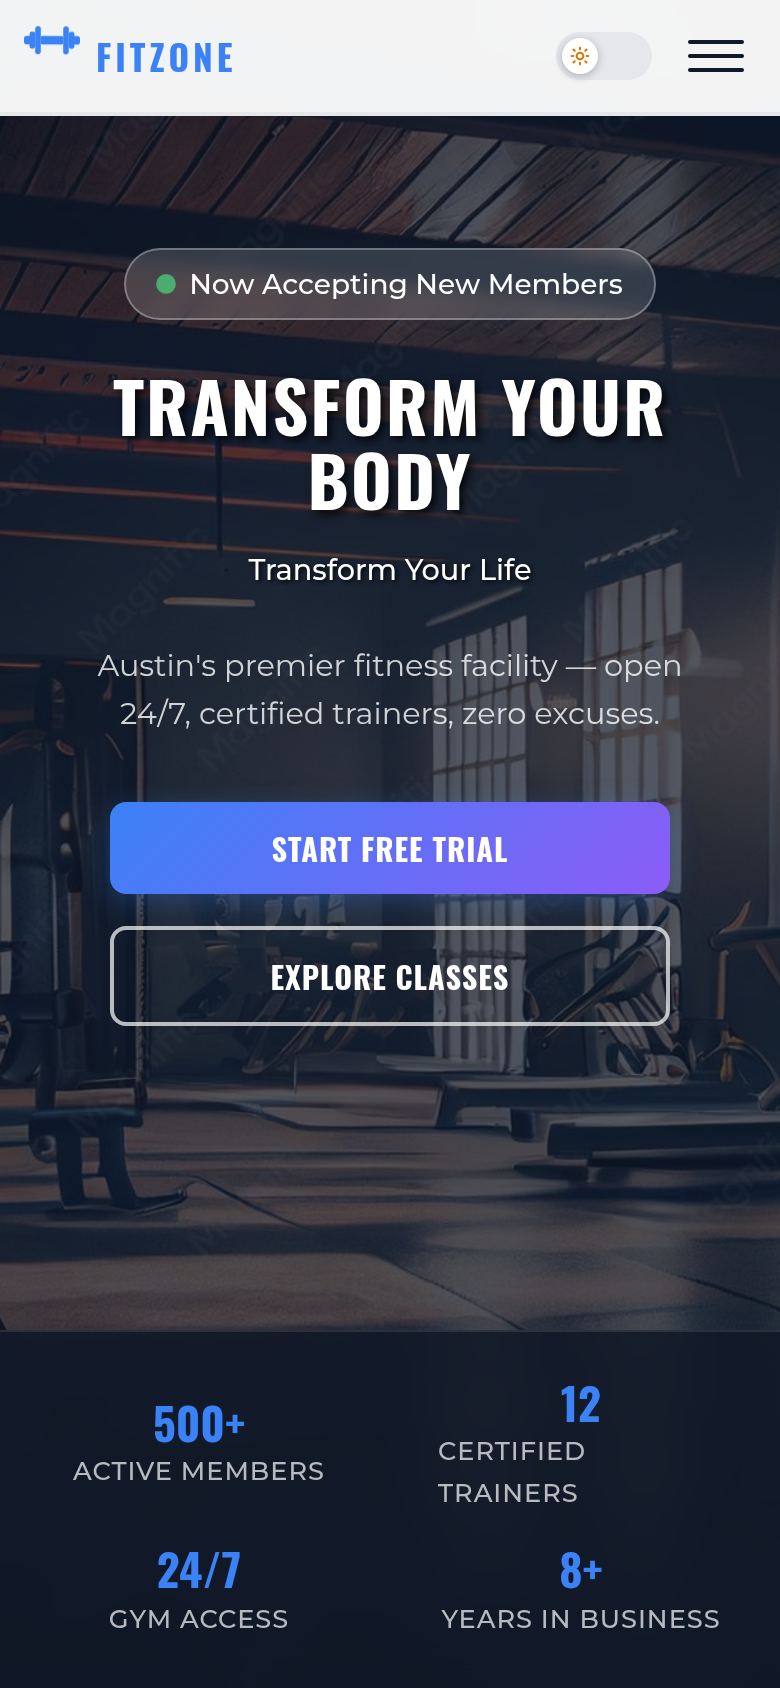 FITZONE
Now Accepting New Members
TRANSFORM YOUR
BODY
Transform Your Life
Austin's premier fitness facility — open
24/7, certified trainers, zero excuses.
START FREE TRIAL
EXPLORE CLASSES
500+
ACTIVE MEMBERS
12
CERTIFIED
TRAINERS
24/7
GYM ACCESS
8+
YEARS IN BUSINESS
Magnific